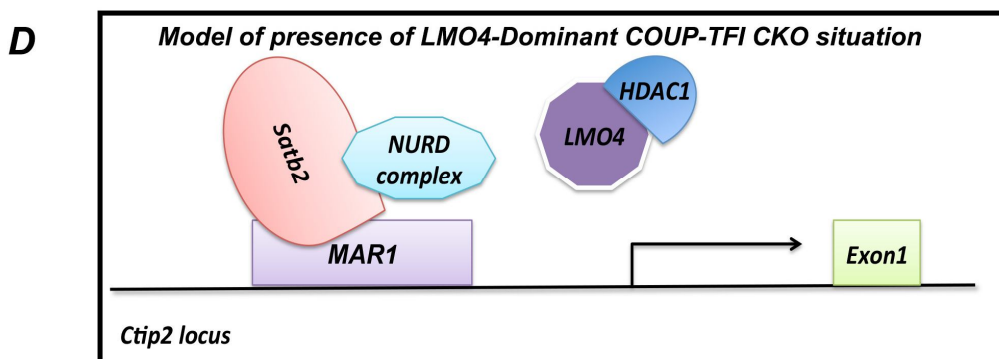 D
Model of presence of LMO4-Dominant COUP-TFI CKO situation
Satb2
NURD
complex
LMO4
HDAC1
MAR1
Exon1
Ctip2 locus